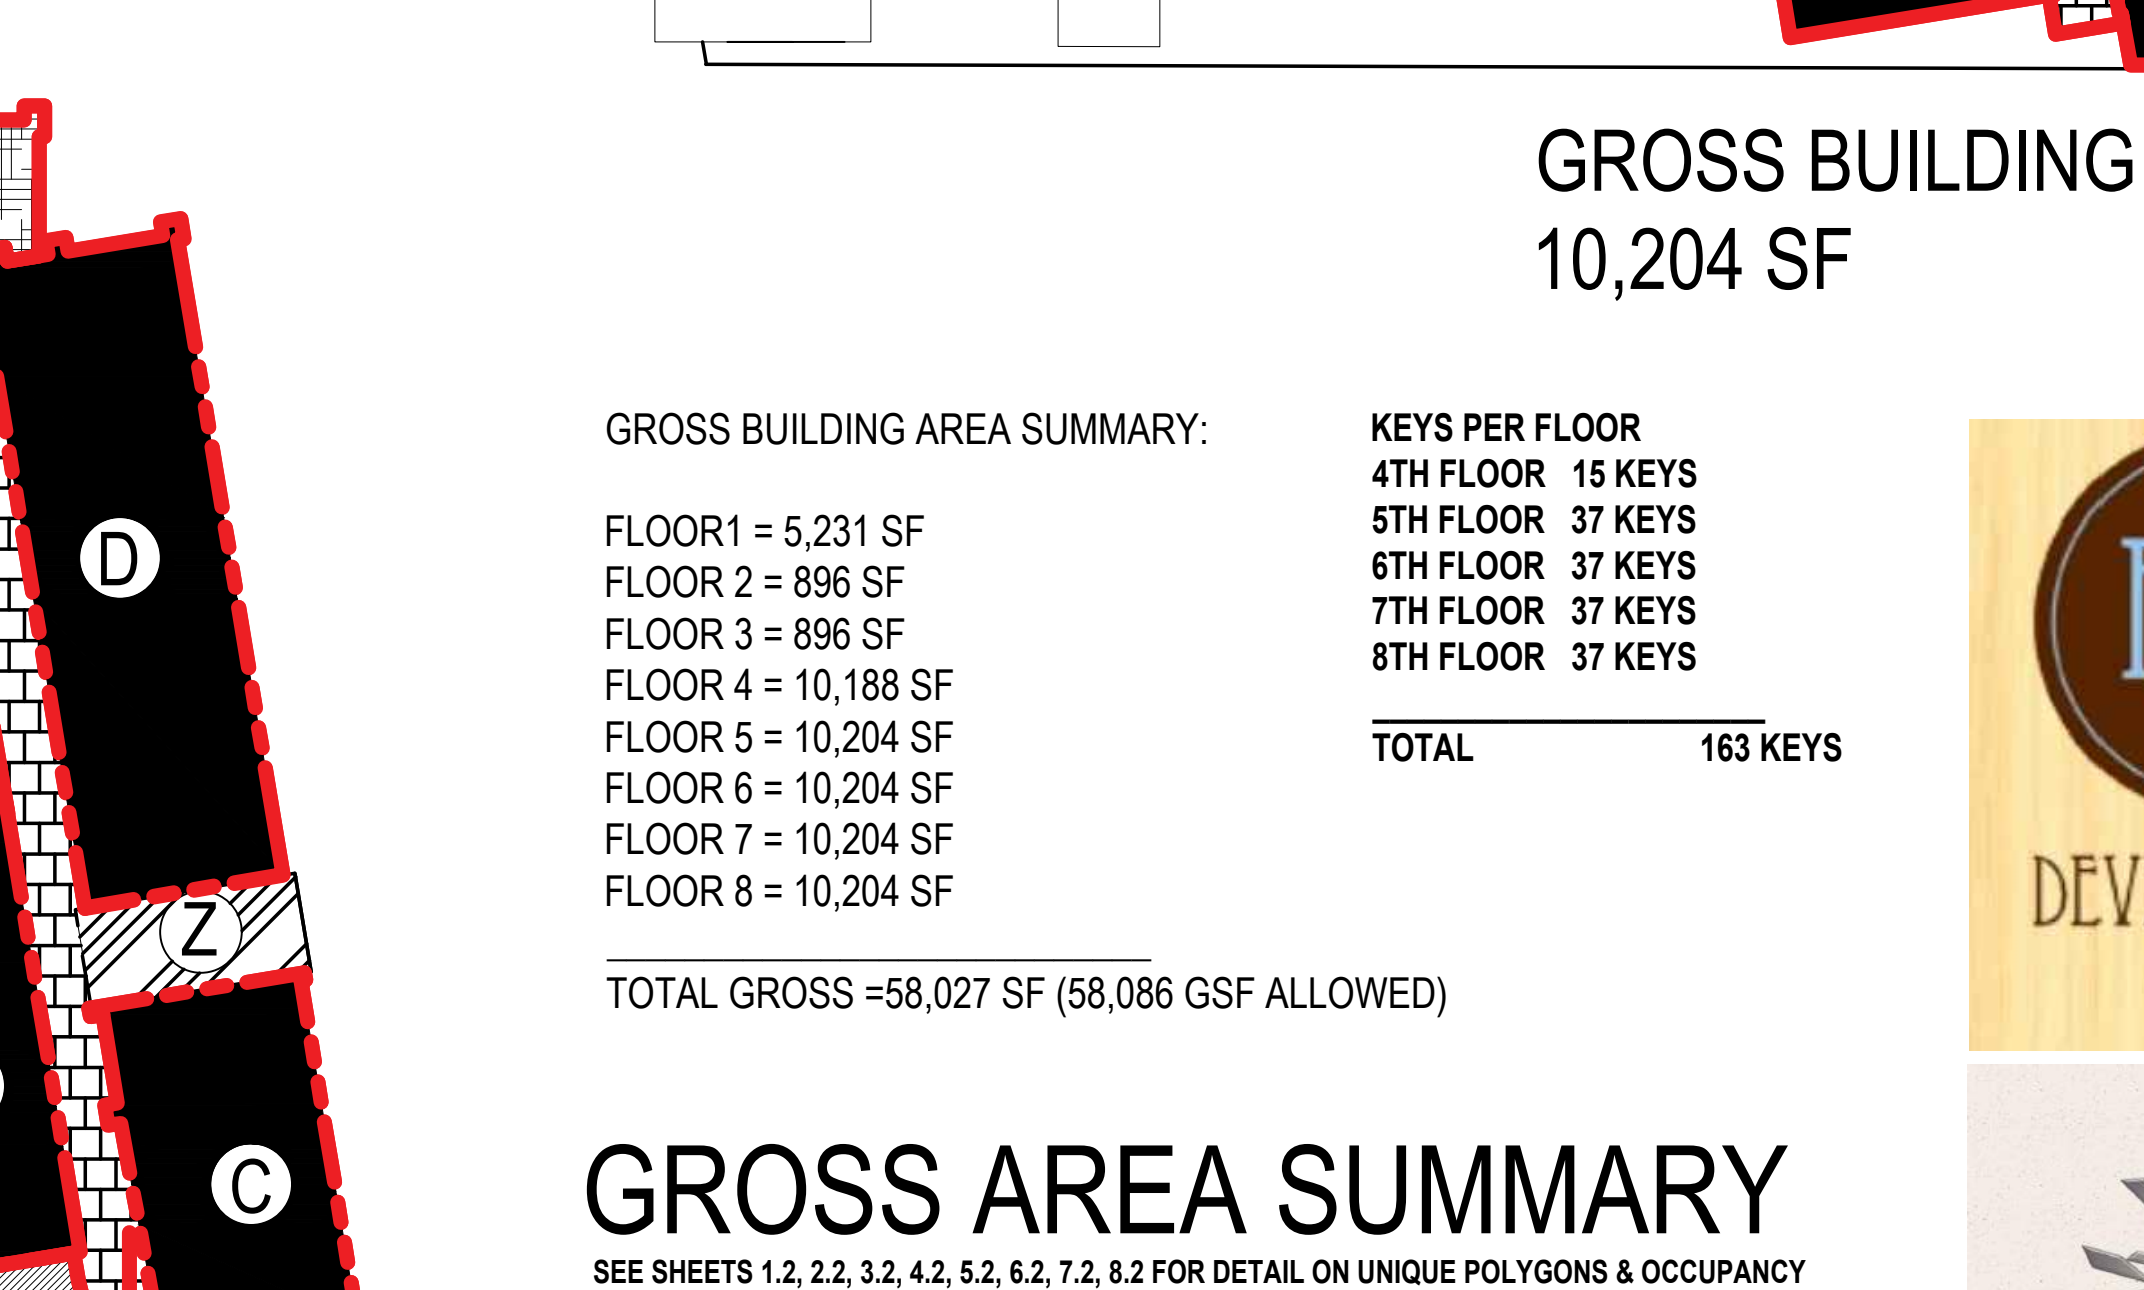 GROSS BUILDING
10,204 SF
GROSS BUILDING AREA SUMMARY:
FLOOR1 = 5,231 SF
FLOOR 2 = 896 SF
FLOOR 3 = 896 SF
FLOOR 4 = 10,188 SF
FLOOR 5 = 10,204 SF
FLOOR 6 = 10,204 SF
FLOOR 7 = 10,204 SF
FLOOR 8 = 10,204 SF
TOTAL GROSS =58,027 SF (58,086 GSF ALLOWED)
KEYS PER FLOOR
4TH FLOOR 15 KEYS
5TH FLOOR 37 KEYS
6TH FLOOR 37 KEYS
7TH FLOOR 37 KEYS
8TH FLOOR 37 KEYS
TOTAL 163 KEYS
D
Z
C
DEV
GROSS AREA SUMMARY
SEE SHEETS 1.2, 2.2, 3.2, 4.2, 5.2, 6.2, 7.2, 8.2 FOR DETAIL ON UNIQUE POLYGONS & OCCUPANCY